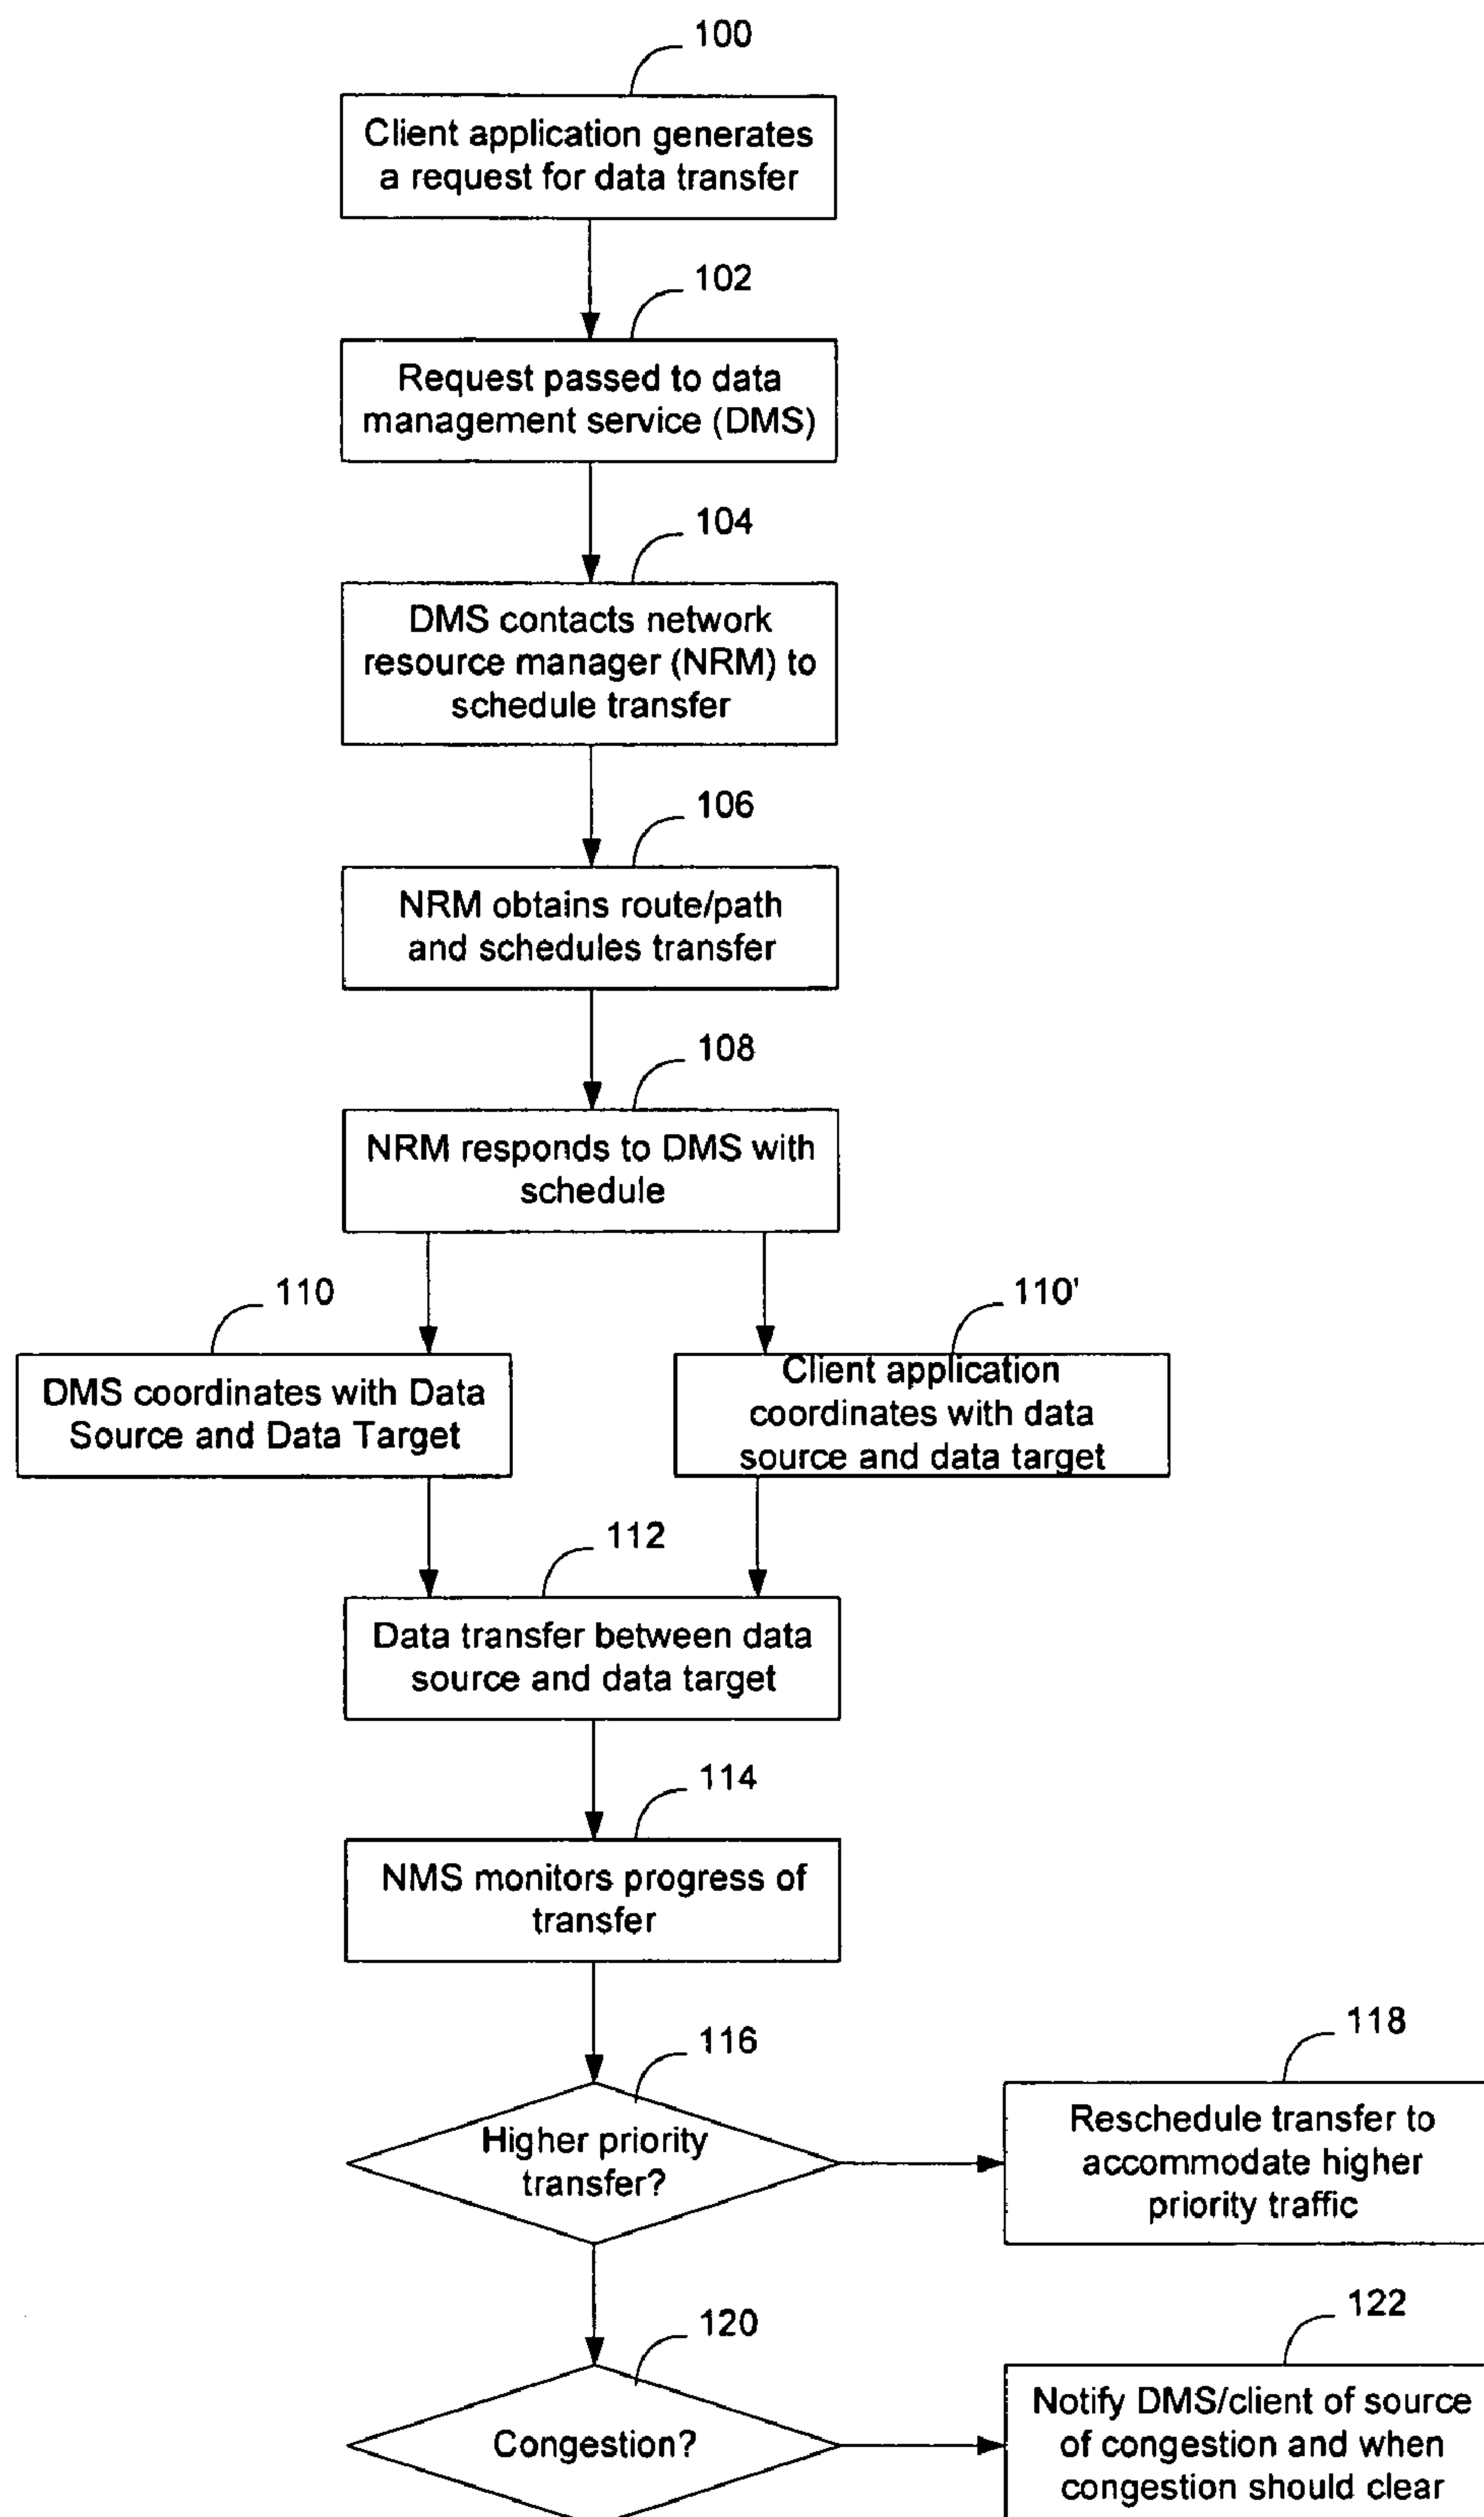 100
Client application generates
a request for data transfer
102
Request passed to data
management service (DMS)
104
DMS contacts network
resource manager (NRM) to
schedule transfer
106
NRM obtains route/path
and schedules transfer
108
NRM responds to DMS with
schedule
110
DMS coordinates with Data
Source and Data Target
110'
Client application
coordinates with data
source and data target
112
Data transfer between data
source and data target
114
NMS monitors progress of
transfer
116
Higher priority
transfer?
118
Reschedule transfer to
accommodate higher
priority traffic
120
Congestion?
122
Notify DMS/client of source
of congestion and when
congestion should clear